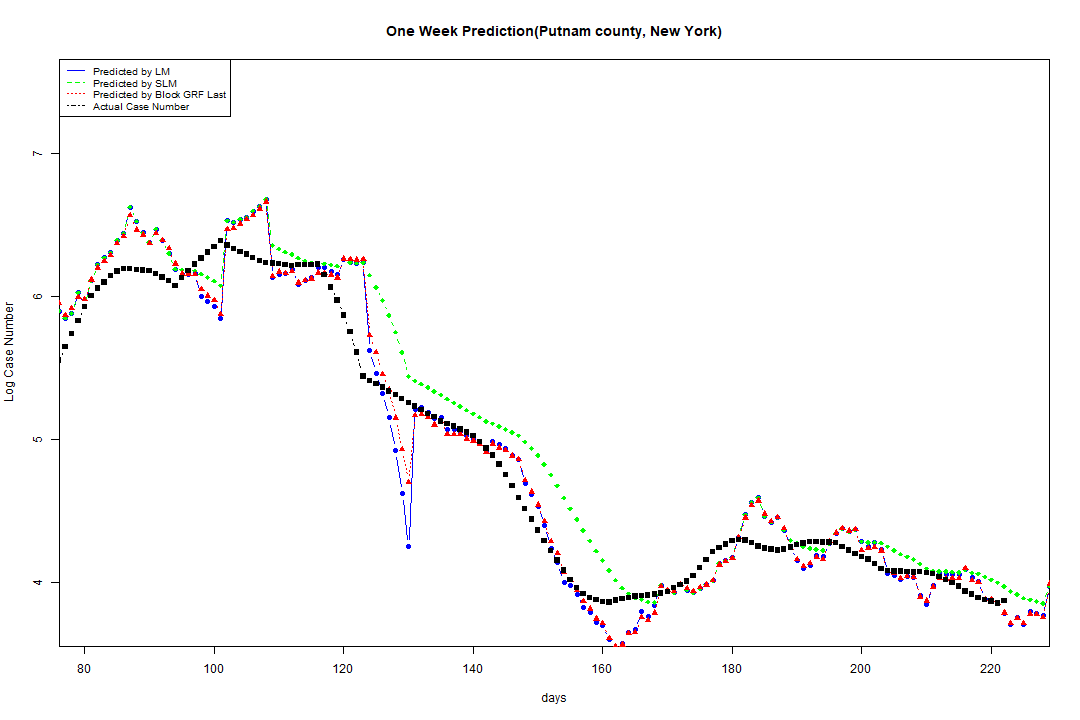 One Week Prediction(Putnam county, New York)
Predicted by LM
Predicted by SLM
Predicted by Block GRF Last
Actual Case Number
7
6
5
4
Log Case Number
80 100 120 140 160 180 200 220
days